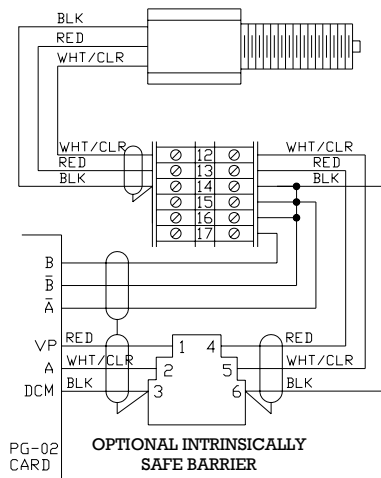 BLK
RED
WHT/CLR
WHT/CLR 12 WHT/CLR
RED 13 RED
BLK 14 BLK
15
16
17
B
B̅
A̅
VP RED 1 4 RED
A WHT/CLR 2 5 WHT/CLR
DCM BLK 3 6 BLK
PG-02
CARD
OPTIONAL INTRINSICALLY
SAFE BARRIER